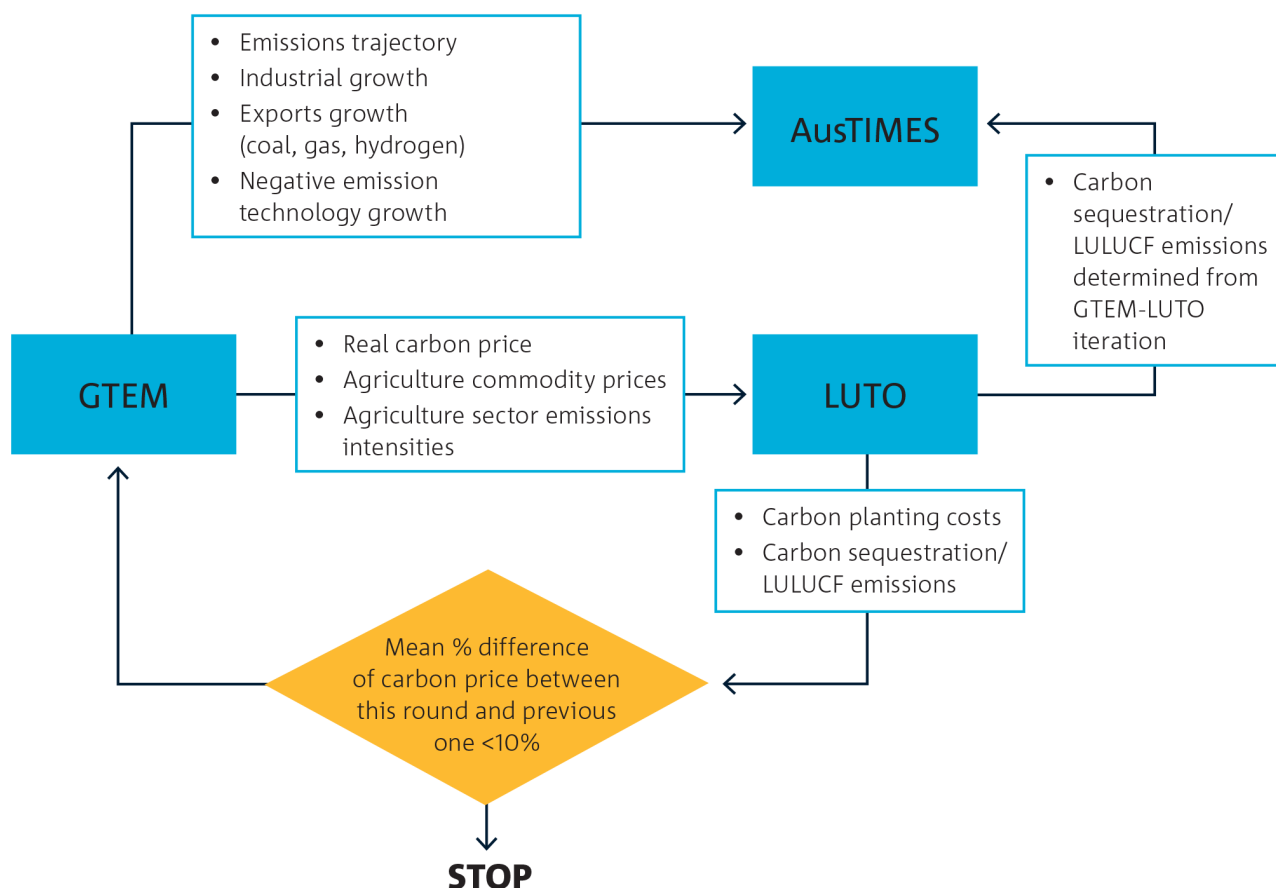 • Emissions trajectory
• Industrial growth
• Exports growth
(coal, gas, hydrogen)
• Negative emission
technology growth
AusTIMES
• Carbon
sequestration/
LULUCF emissions
determined from
GTEM-LUTO
iteration
GTEM
• Real carbon price
• Agriculture commodity prices
• Agriculture sector emissions
intensities
LUTO
• Carbon planting costs
• Carbon sequestration/
LULUCF emissions
Mean % difference
of carbon price between
this round and previous
one <10%
STOP